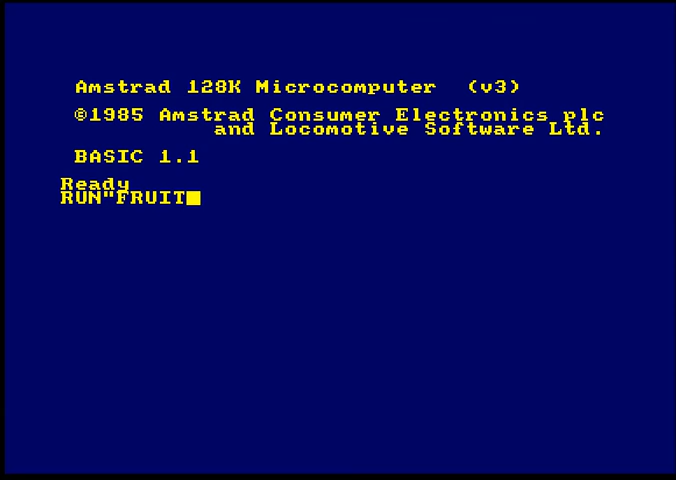 Amstrad 128K Microcomputer (v3)
©1985 Amstrad Consumer Electronics plc
and Locomotive Software Ltd.
BASIC 1.1
Ready
RUN"FRUIT